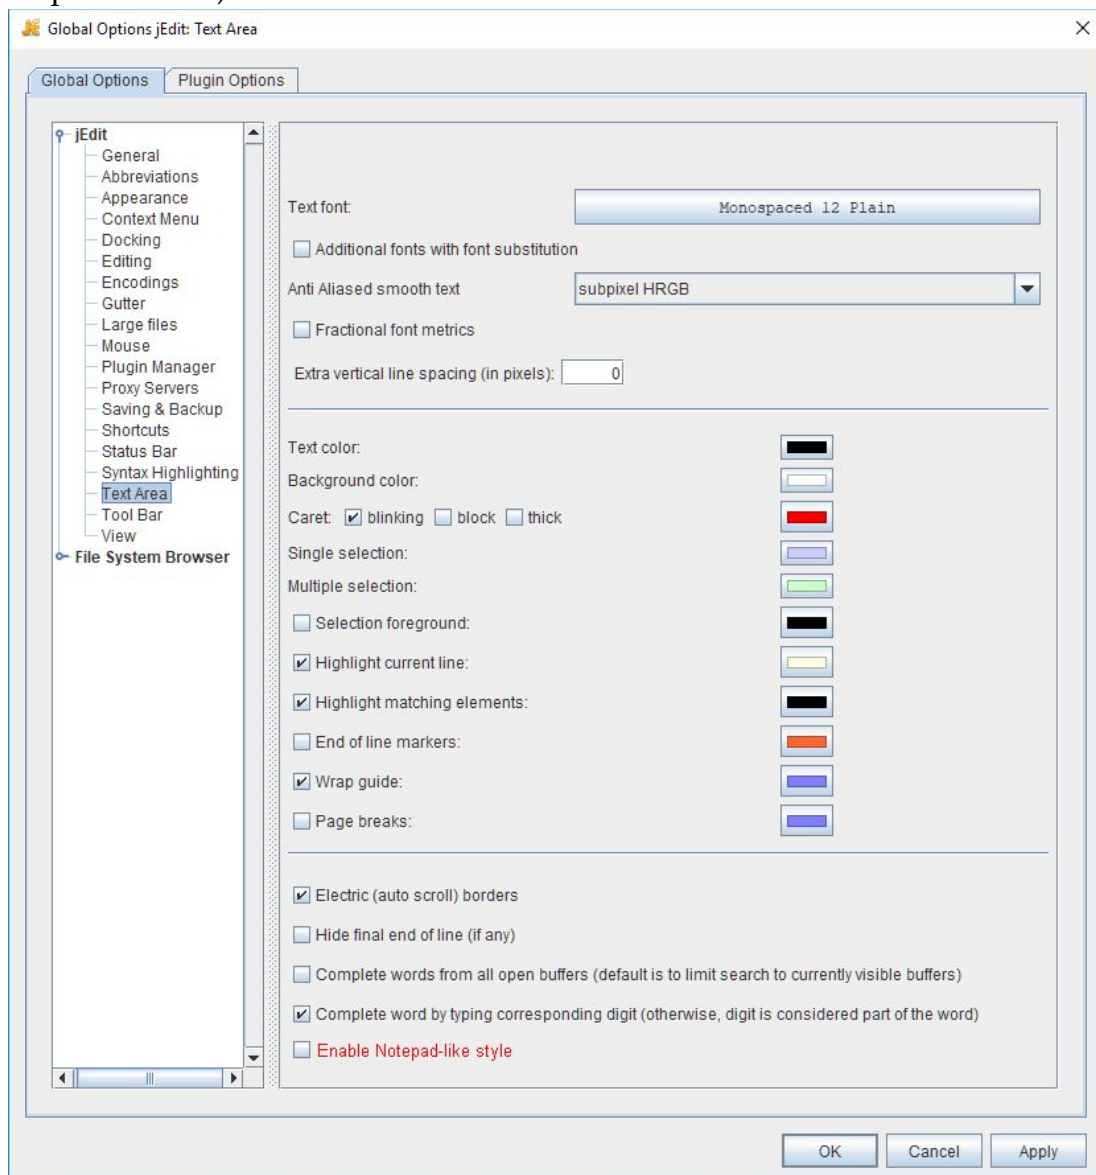 Global Options jEdit: Text Area
Global Options Plugin Options
jEdit
General
Abbreviations
Appearance
Context Menu
Docking
Editing
Encodings
Gutter
Large files
Mouse
Plugin Manager
Proxy Servers
Saving & Backup
Shortcuts
Status Bar
Syntax Highlighting
Text Area
Tool Bar
View
File System Browser
Text font: Monospaced 12 Plain
Additional fonts with font substitution
Anti Aliased smooth text subpixel HRGB
Fractional font metrics
Extra vertical line spacing (in pixels): 0
Text color:
Background color:
Caret: blinking block thick
Single selection:
Multiple selection:
Selection foreground:
Highlight current line:
Highlight matching elements:
End of line markers:
Wrap guide:
Page breaks:
Electric (auto scroll) borders
Hide final end of line (if any)
Complete words from all open buffers (default is to limit search to currently visible buffers)
Complete word by typing corresponding digit (otherwise, digit is considered part of the word)
Enable Notepad-like style
OK Cancel Apply